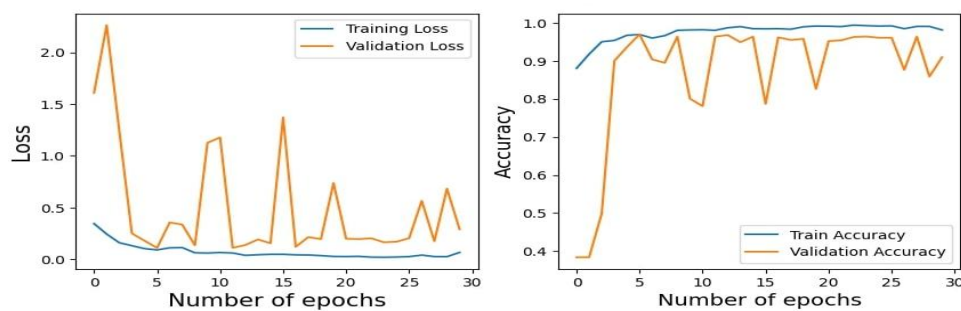 Training Loss
Validation Loss
2.0
1.5
1.0
0.5
0.0
Loss
0 5 10 15 20 25 30
Number of epochs
1.0
0.9
0.8
0.7
0.6
0.5
0.4
Accuracy
Train Accuracy
Validation Accuracy
0 5 10 15 20 25 30
Number of epochs